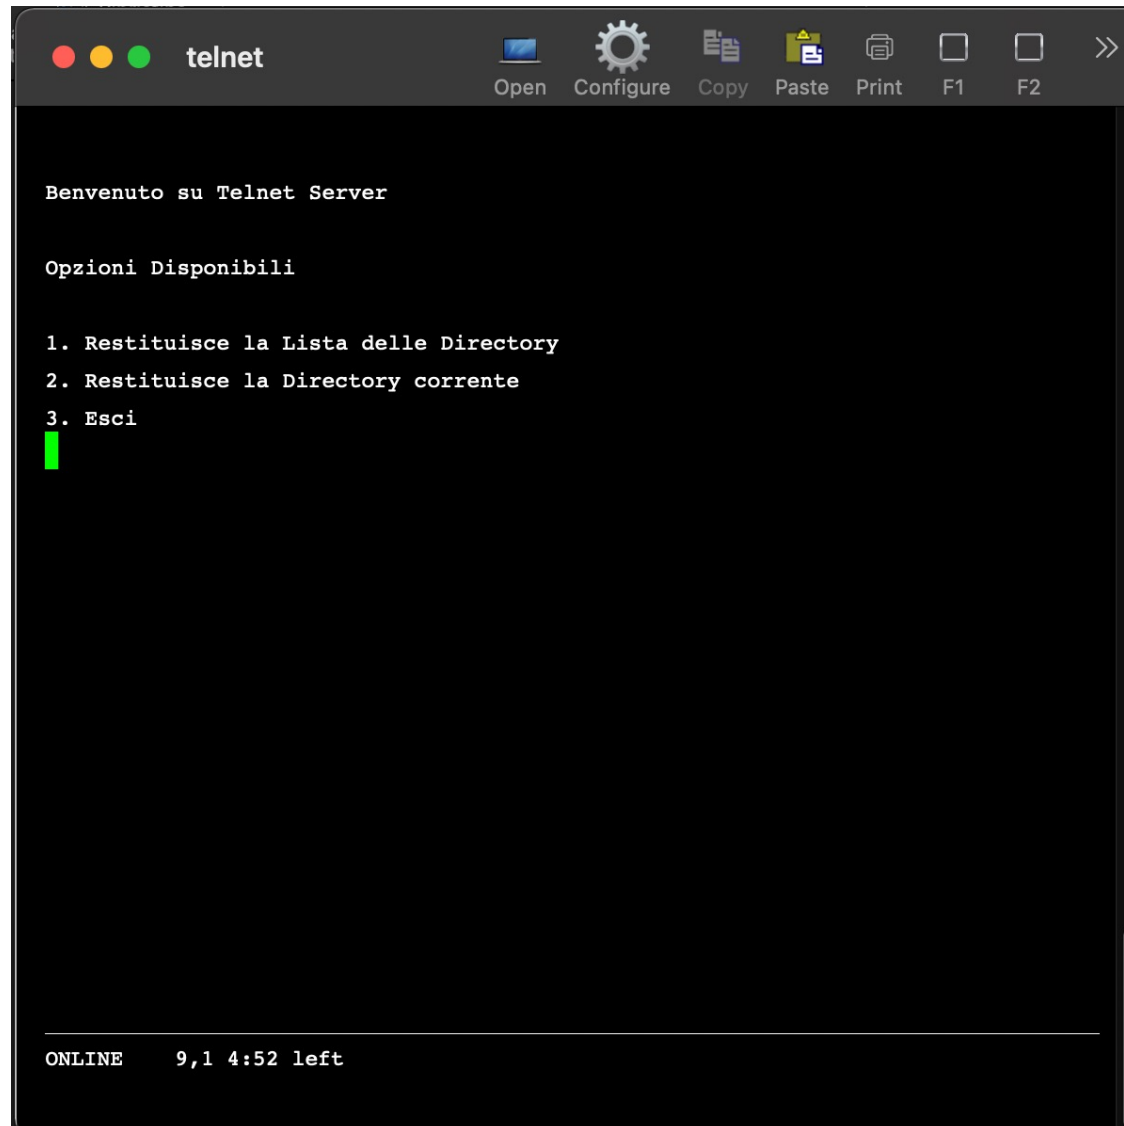 telnet
Open Configure Copy Paste Print F1 F2
Benvenuto su Telnet Server
Opzioni Disponibili
1. Restituisce la Lista delle Directory
2. Restituisce la Directory corrente
3. Esci
ONLINE 9,1 4:52 left